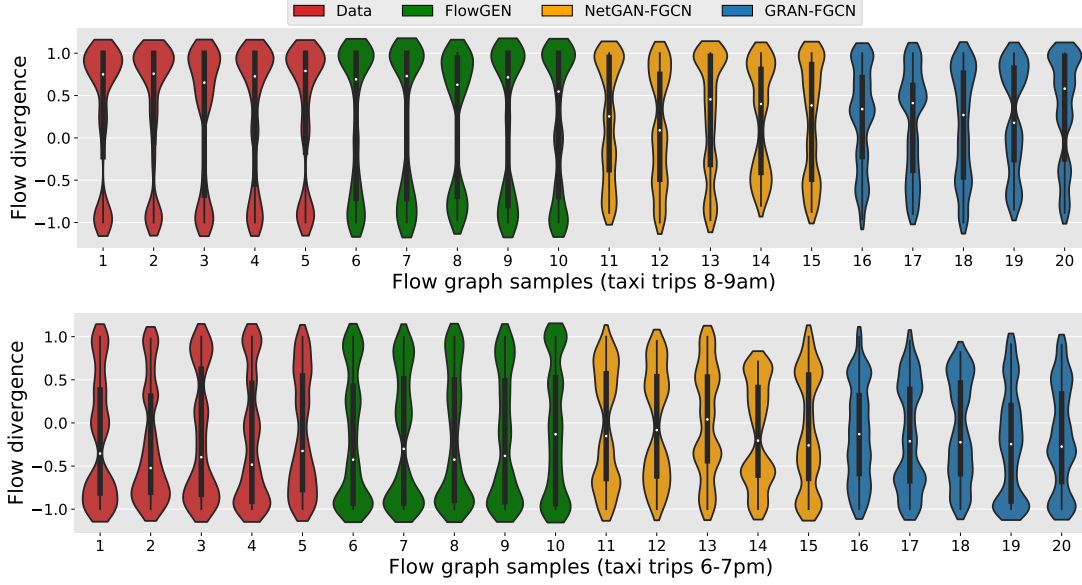 Data FlowGEN NetGAN-FGCN GRAN-FGCN
1.0
0.5
0.0
−0.5
−1.0
Flow divergence
1 2 3 4 5 6 7 8 9 10 11 12 13 14 15 16 17 18 19 20
Flow graph samples (taxi trips 8-9am)
1.0
0.5
0.0
−0.5
−1.0
Flow divergence
1 2 3 4 5 6 7 8 9 10 11 12 13 14 15 16 17 18 19 20
Flow graph samples (taxi trips 6-7pm)